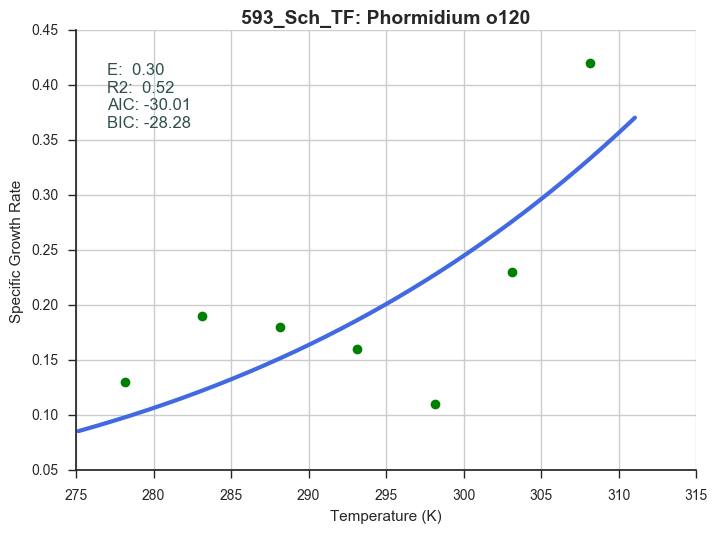 593_Sch_TF: Phormidium o120
E:  0.30
R2:  0.52
AIC: -30.01
BIC: -28.28
Specific Growth Rate
0.45
0.40
0.35
0.30
0.25
0.20
0.15
0.10
0.05
275 280 285 290 295 300 305 310 315
Temperature (K)